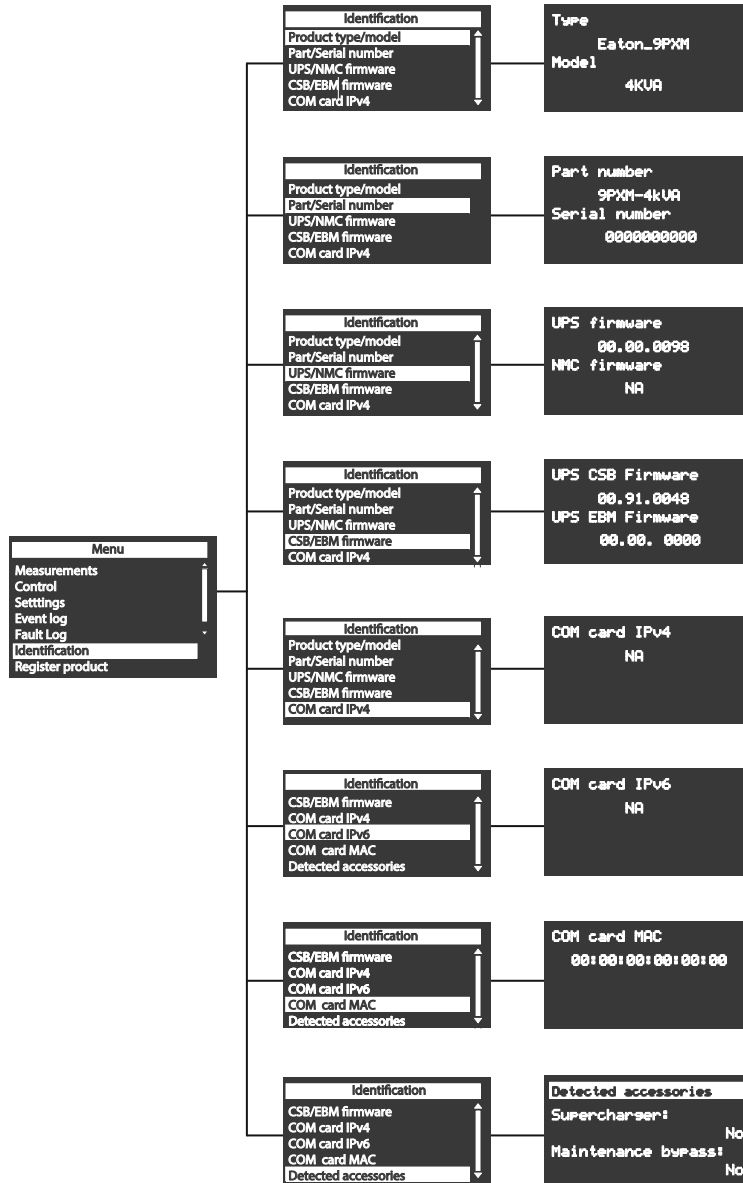 Identification
Product type/model
Part/Serial number
UPS/NMC firmware
CSB/EBM firmware
COM card IPv4
Type
Eaton_9PXM
Model
4KVA
Identification
Product type/model
Part/Serial number
UPS/NMC firmware
CSB/EBM firmware
COM card IPv4
Part number
9PXM-4kVA
Serial number
0000000000
Identification
Product type/model
Part/Serial number
UPS/NMC firmware
CSB/EBM firmware
COM card IPv4
UPS firmware
00.00.0098
NMC firmware
NA
Identification
Product type/model
Part/Serial number
UPS/NMC firmware
CSB/EBM firmware
COM card IPv4
UPS CSB Firmware
00.91.0048
UPS EBM Firmware
00.00. 0000
Menu
Measurements
Control
Setttings
Event log
Fault Log
Identification
Register product
Identification
Product type/model
Part/Serial number
UPS/NMC firmware
CSB/EBM firmware
COM card IPv4
COM card IPv4
NA
Identification
CSB/EBM firmware
COM card IPv4
COM card IPv6
COM card MAC
Detected accessories
COM card IPv6
NA
Identification
CSB/EBM firmware
COM card IPv4
COM card IPv6
COM card MAC
Detected accessories
COM card MAC
00:00:00:00:00:00
Identification
CSB/EBM firmware
COM card IPv4
COM card IPv6
COM card MAC
Detected accessories
Detected accessories
Supercharger:
No
Maintenance bypass:
No